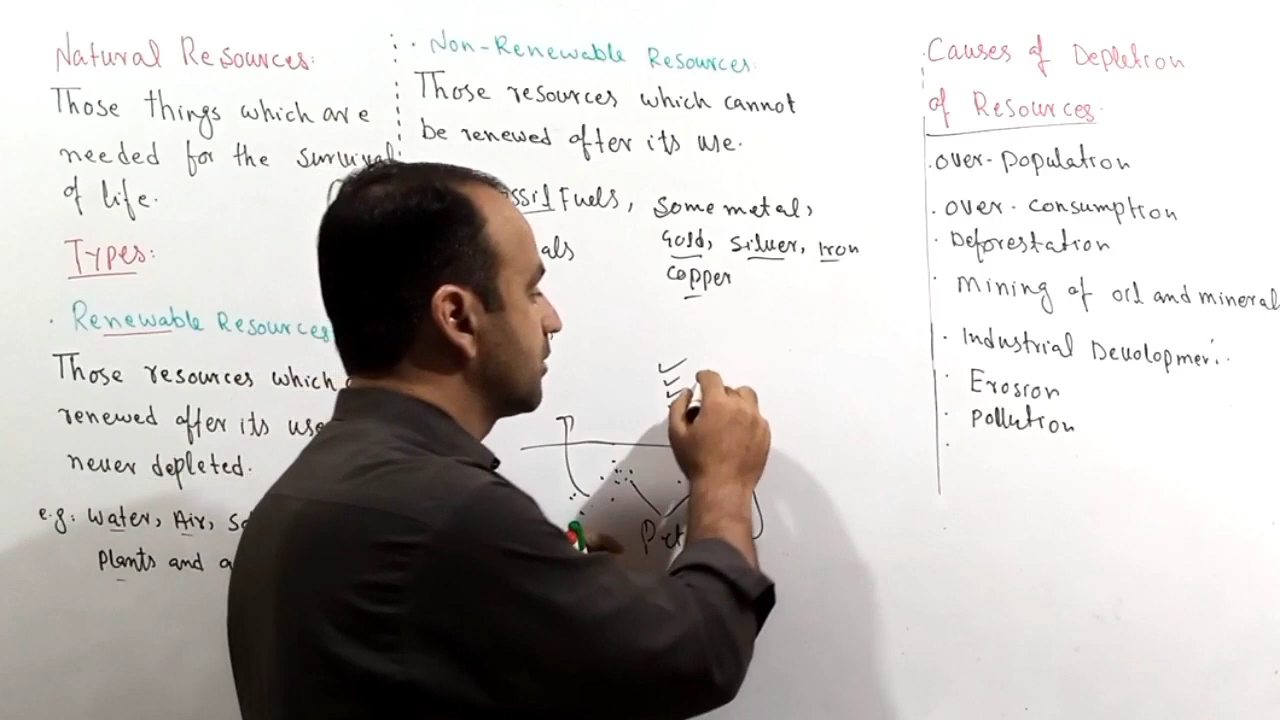 Natural Resources:
Those things which are
needed for the survival
of life.
Types:
. Renewable Resources
Those resources which
renewed after its use
never depleted.
e.g: water, Air,
plants and
. Non-Renewable Resources:
Those resources which cannot
be renewed after its use.
Fuels, some metals
Gold, Silver, Iron
copper
Causes of Depletion
of Resources.
. over-population
. over-consumption
. Deforestation
. Mining of oil and mineral
. Industrial Development
. Erosion
. pollution